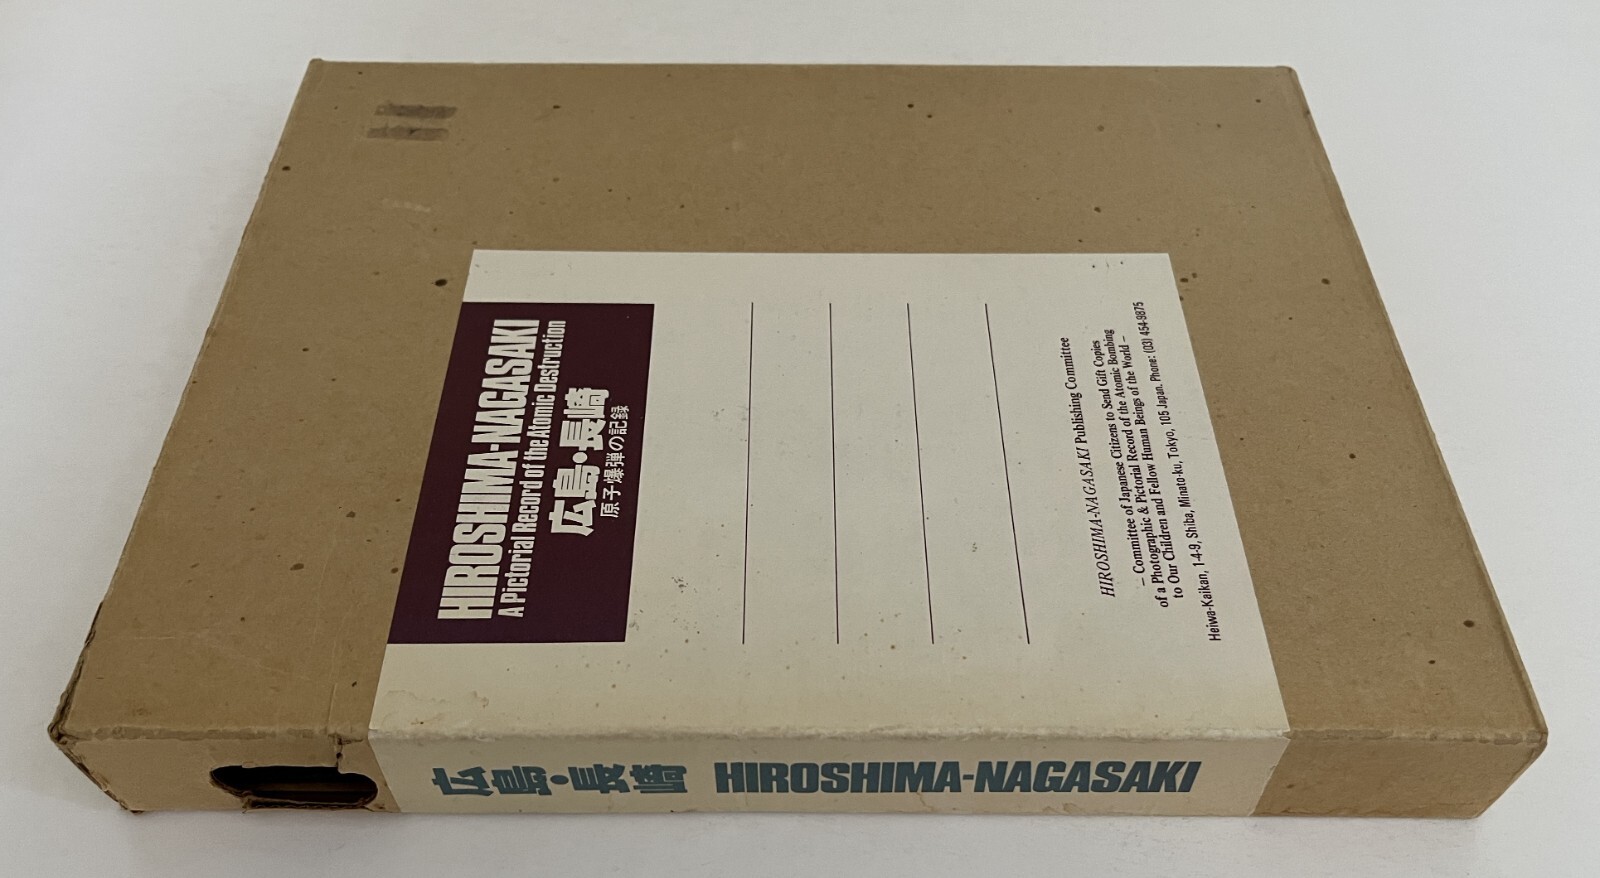 HIROSHIMA-NAGASAKI
A Pictorial Record of the Atomic Destruction
広島・長崎
原子爆弾の記録
HIROSHIMA-NAGASAKI Publishing Committee
— Committee of Japanese Citizens to Send Gift Copies
of a Photographic & Pictorial Record of the Atomic Bombing
to Our Children and Fellow Human Beings of the World —
Heiwa-Kaikan, 1-4-9, Shiba, Minato-ku, Tokyo, 105 Japan. Phone: (03) 454-9875
広島・長崎 HIROSHIMA-NAGASAKI